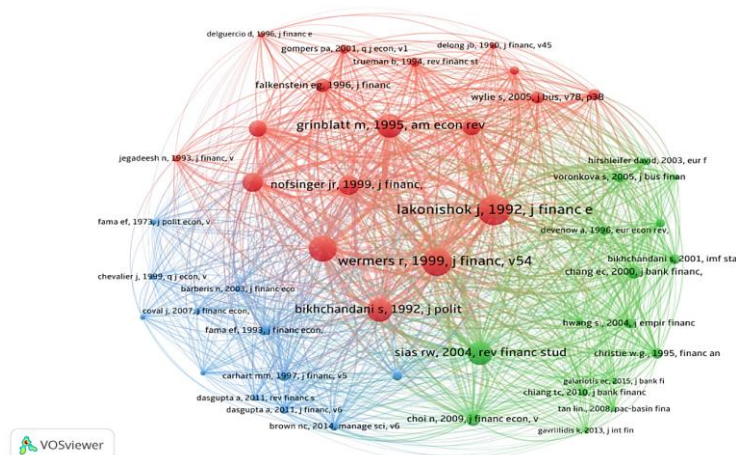 delguercio d, 1996, j financ e
gompers pa, 2001, q j econ, v1
delong jb, 1990, j financ, v45
trueman b, 1994, rev financ st
falkenstein eg, 1996, j financ
wylie s, 2005, j bus, v78, p38
grinblatt m, 1995, am econ rev
hirshleifer david, 2003, eur f
jegadeesh n, 1993, j financ, v
nofsinger jr, 1999, j financ,
voronkova s, 2005, j bus finan
lakonishok j, 1992, j financ e
fama ef, 1973, j polit econ, v
devenow a, 1996, eur econ rev,
wermers r, 1999, j financ, v54
bikhchandani s, 2001, imf sta
chang ec, 2000, j bank financ,
chevalier j, 1999, q j econ, v
barberis n, 2003, j financ eco
coval j, 2007, j financ econ,
bikhchandani s, 1992, j polit
hwang s, 2004, j empir financ
fama ef, 1993, j financ econ,
sias rw, 2004, rev financ stud
christie w.g., 1995, financ an
carhart mm, 1997, j financ, v5
galariotis ec, 2015, j bank fi
chiang tc, 2010, j bank financ
dasgupta a, 2011, rev financ s
dasgupta a, 2011, j financ, v6
tan lin., 2008, pac-basin fina
choi n, 2009, j financ econ, v
brown nc, 2014, manage sci, v6
gavriilidis k, 2013, j int fin
VOSviewer